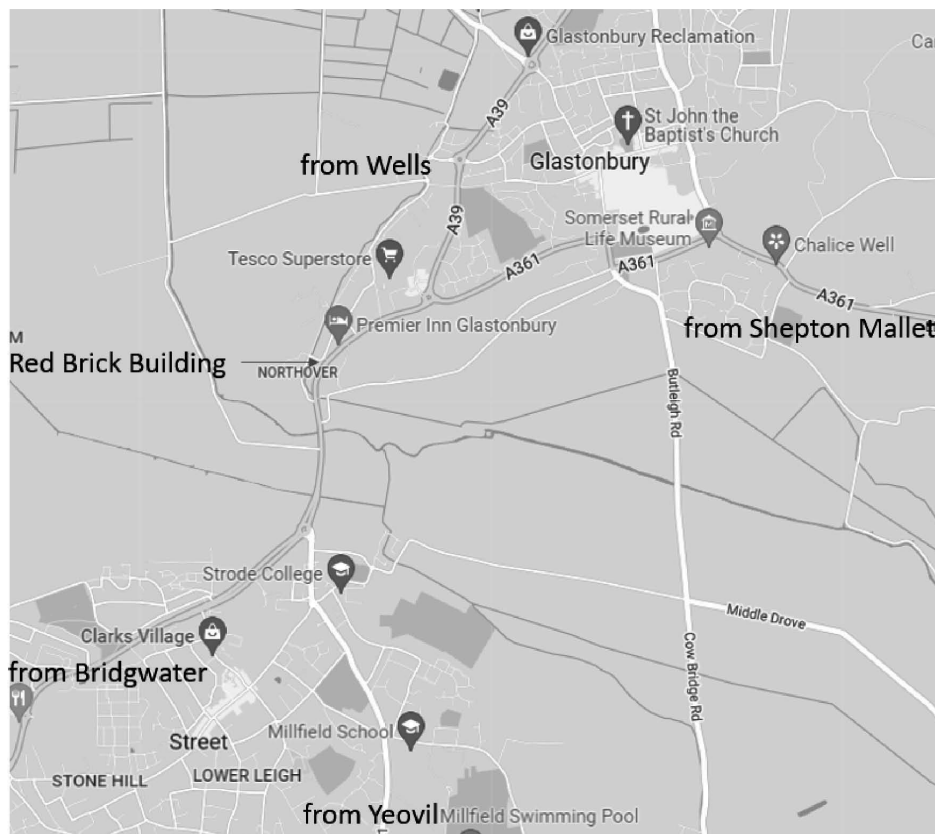 Glastonbury Reclamation
Ca
A39
St John the
Baptist's Church
from Wells
Glastonbury
A39
Somerset Rural
Life Museum
Tesco Superstore
Chalice Well
A361
A361
A361
Premier Inn Glastonbury
from Shepton Mallet
M
Red Brick Building
NORTHOVER
Butleigh Rd
Strode College
Middle Drove
Clarks Village
from Bridgwater
Cow Bridge Rd
Millfield School
Street
STONE HILL
LOWER LEIGH
from Yeovil
Millfield Swimming Pool